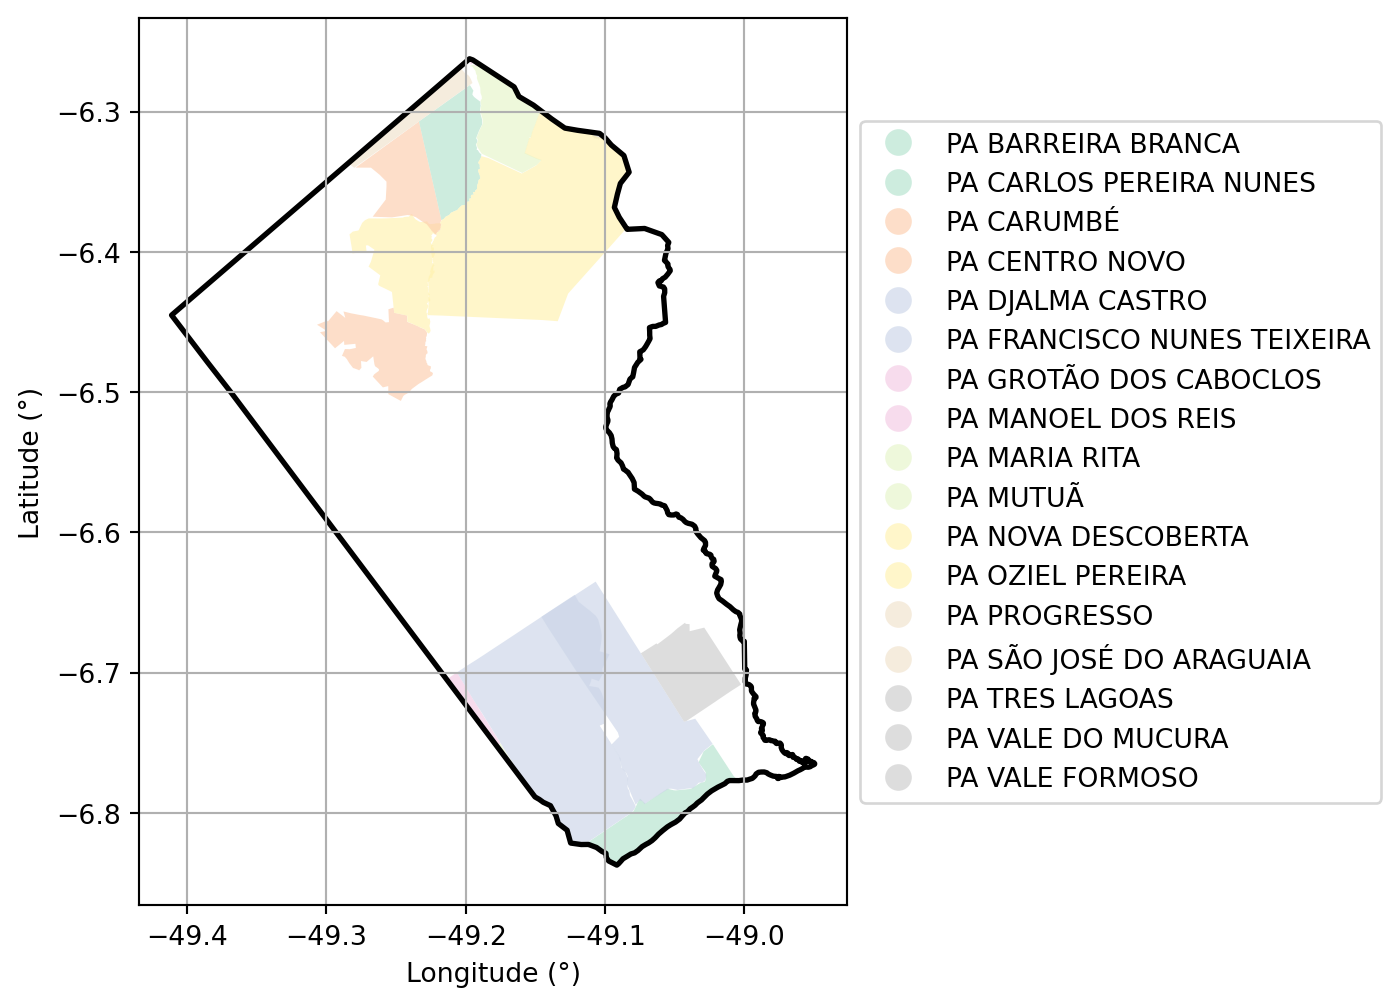 −6.3
−6.4
−6.5
−6.6
−6.7
−6.8
Latitude (°)
−49.4 −49.3 −49.2 −49.1 −49.0
Longitude (°)
PA BARREIRA BRANCA
PA CARLOS PEREIRA NUNES
PA CARUMBÉ
PA CENTRO NOVO
PA DJALMA CASTRO
PA FRANCISCO NUNES TEIXEIRA
PA GROTÃO DOS CABOCLOS
PA MANOEL DOS REIS
PA MARIA RITA
PA MUTUÃ
PA NOVA DESCOBERTA
PA OZIEL PEREIRA
PA PROGRESSO
PA SÃO JOSÉ DO ARAGUAIA
PA TRES LAGOAS
PA VALE DO MUCURA
PA VALE FORMOSO